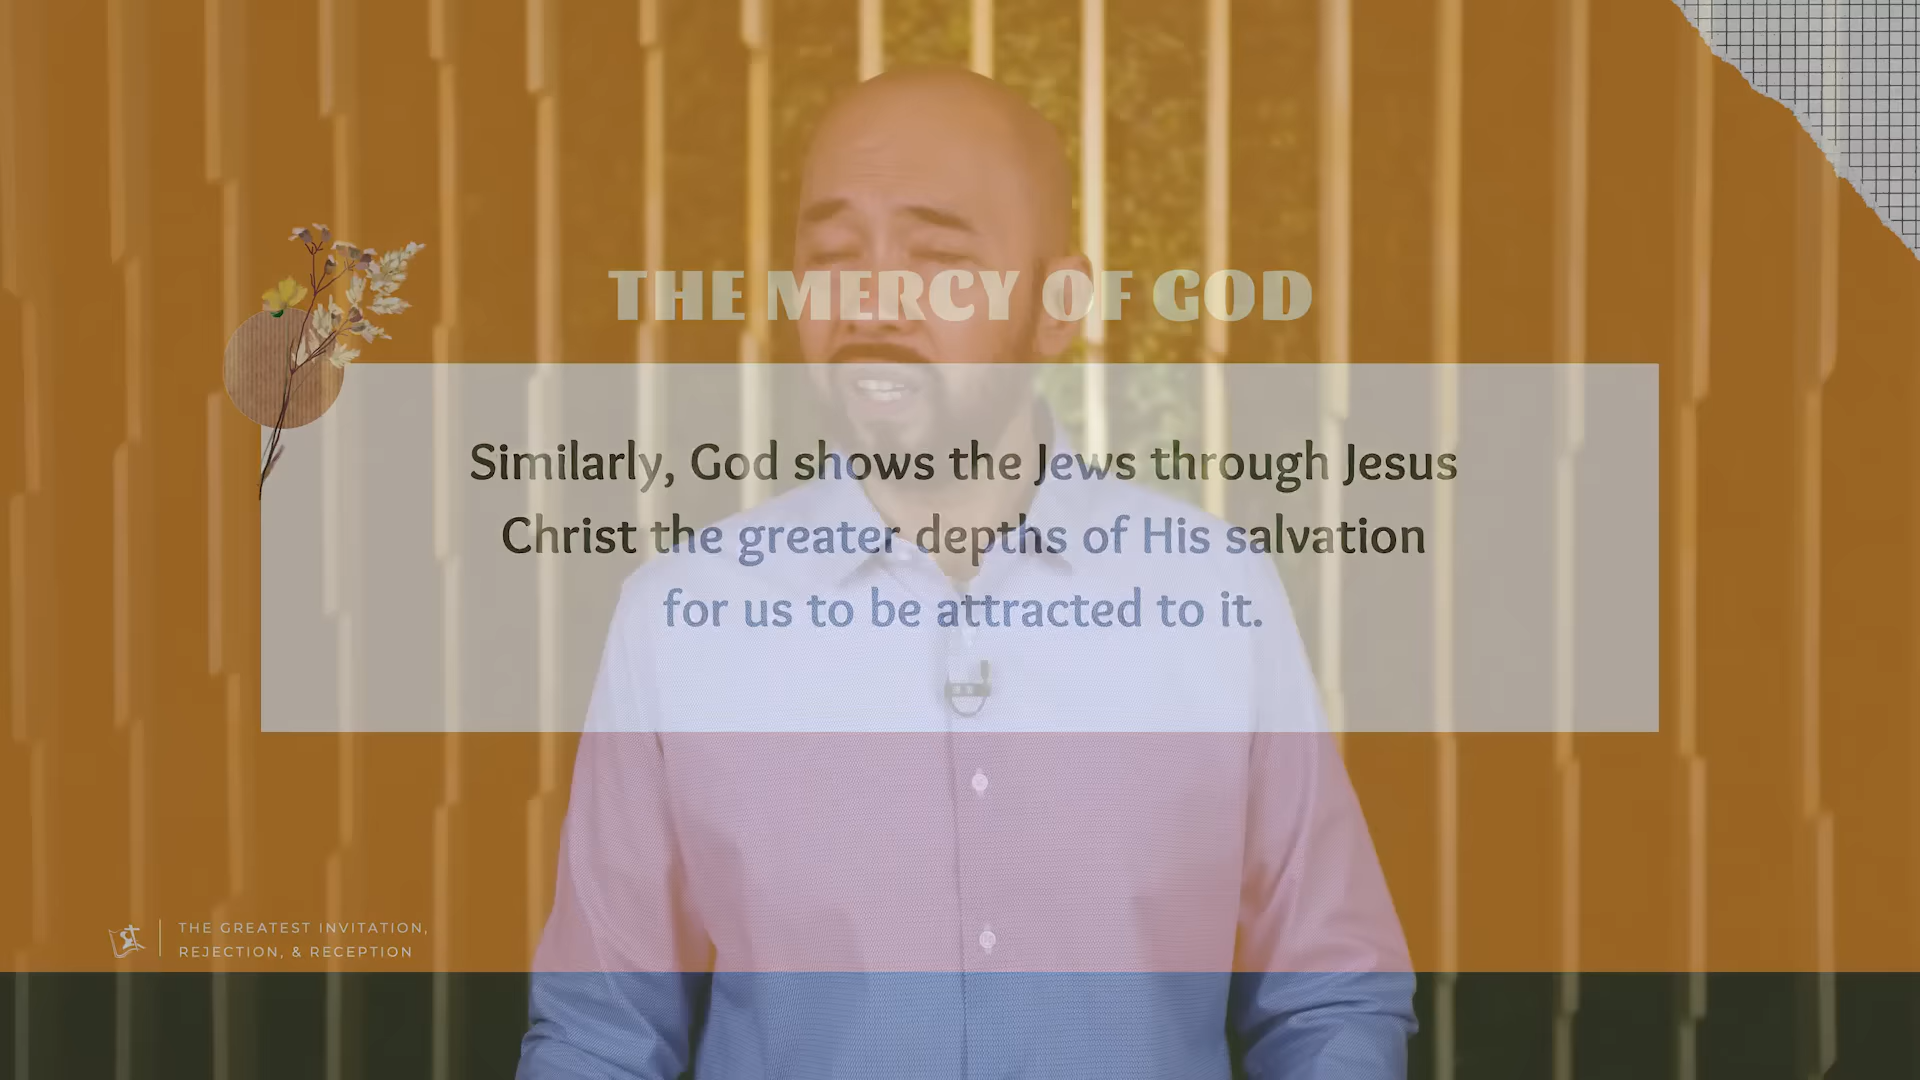 THE MERCY OF GOD
Similarly, God shows the Jews through Jesus
Christ the greater depths of His salvation
for us to be attracted to it.
THE GREATEST INVITATION,
REJECTION, & RECEPTION